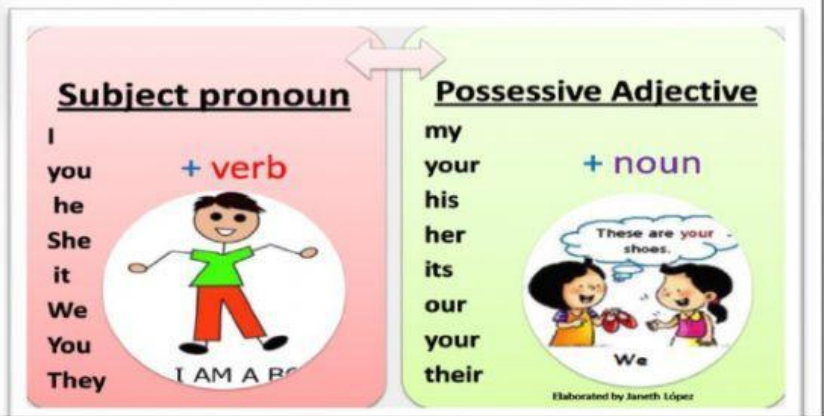 Subject pronoun
I
you
he
She
it
We
You
They
+ verb
I AM A
Possessive Adjective
my
your
his
her
its
our
your
their
+ noun
These are your
shoes.
We
Elaborated by Janeth López